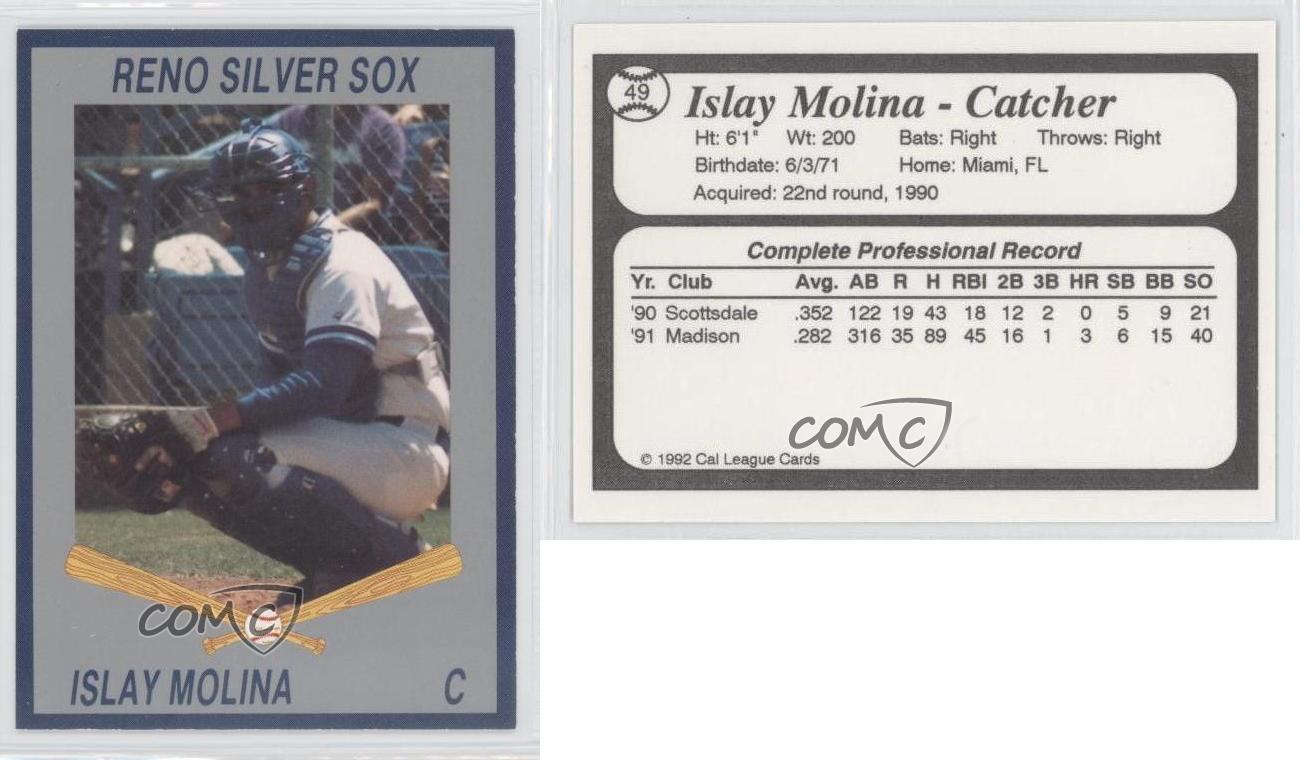 RENO SILVER SOX
COMC
ISLAY MOLINA C
49
Islay Molina - Catcher
Ht: 6'1" Wt: 200 Bats: Right Throws: Right
Birthdate: 6/3/71 Home: Miami, FL
Acquired: 22nd round, 1990
Complete Professional Record
Yr. Club Avg. AB R H RBI 2B 3B HR SB BB SO
'90 Scottsdale .352 122 19 43 18 12 2 0 5 9 21
'91 Madison .282 316 35 89 45 16 1 3 6 15 40
COMC
© 1992 Cal League Cards